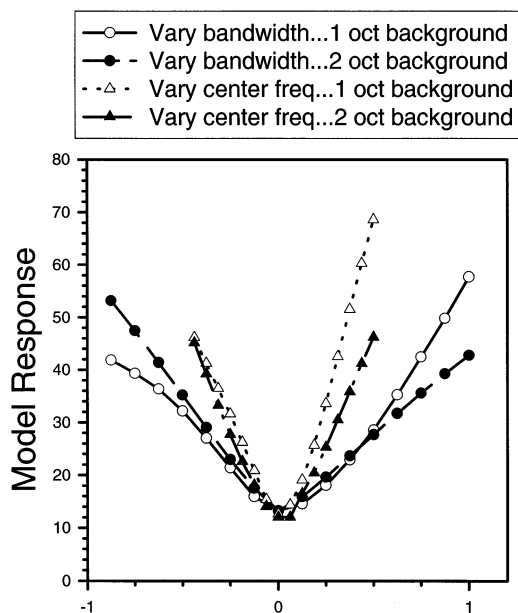 Vary bandwidth...1 oct background
Vary bandwidth...2 oct background
Vary center freq...1 oct background
Vary center freq...2 oct background
80
70
60
50
40
30
20
10
0
Model Response
-1
0
1